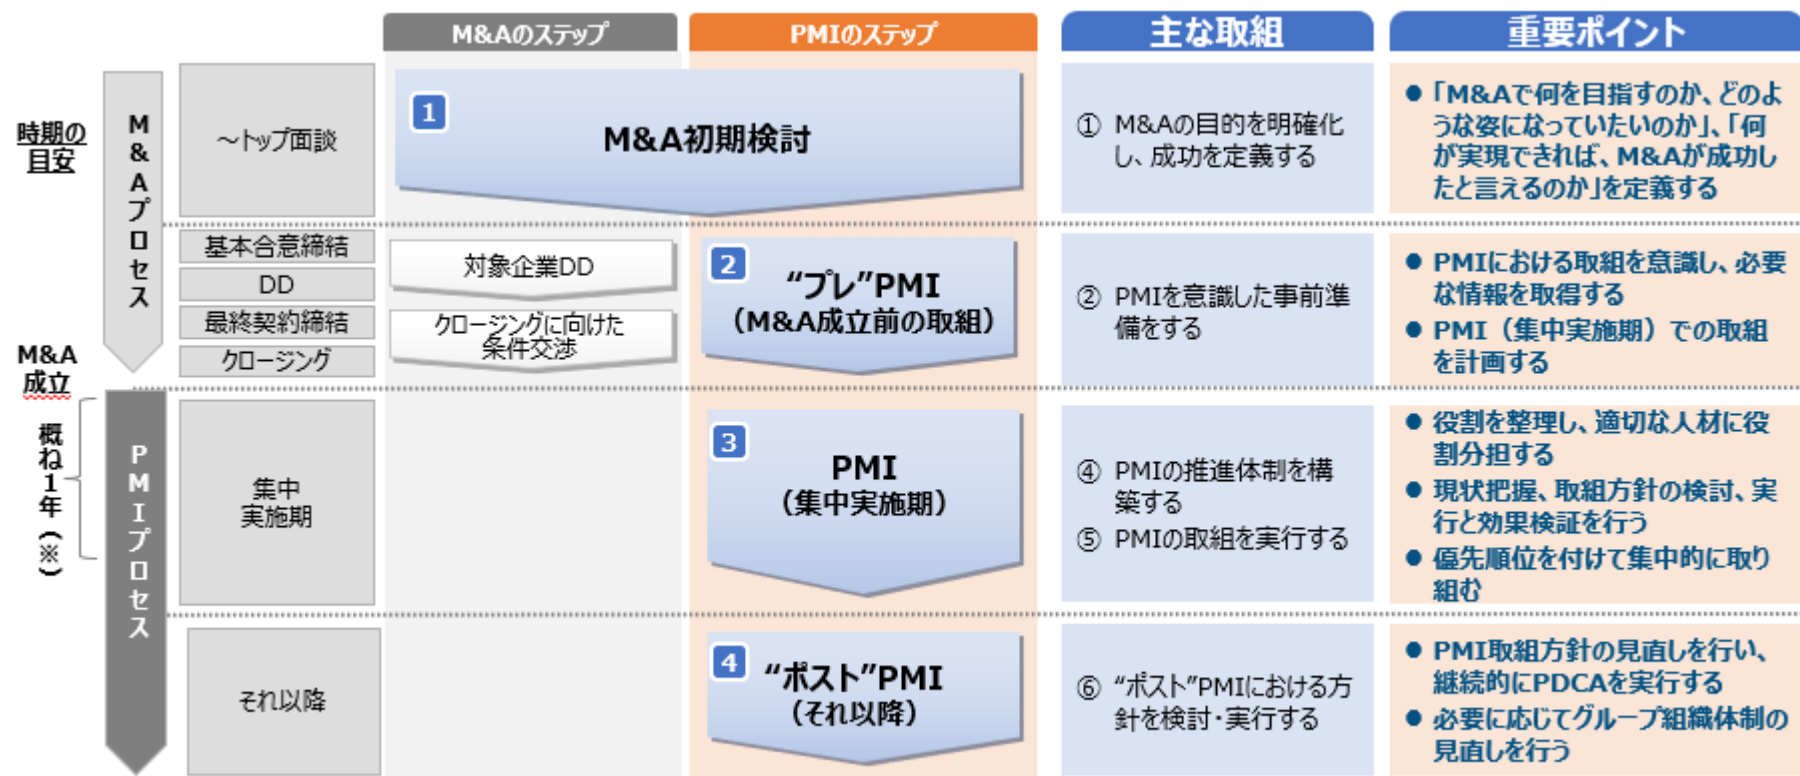 M&Aのステップ
PMIのステップ
主な取組
重要ポイント
時期の
目安
M&Aプロセス
～トップ面談
1
M&A初期検討
① M&Aの目的を明確化
し、成功を定義する
● 「M&Aで何を目指すのか、どのよ
うな姿になっていたいのか」、「何
が実現できれば、M&Aが成功し
たと言えるのか」を定義する
基本合意締結
DD
最終契約締結
クロージング
対象企業DD
クロージングに向けた
条件交渉
2
“プレ”PMI
（M&A成立前の取組）
② PMIを意識した事前準
備をする
● PMIにおける取組を意識し、必要
な情報を取得する
● PMI（集中実施期）での取組
を計画する
M&A
成立
概ね1年（※）
PMIプロセス
集中
実施期
3
PMI
（集中実施期）
④ PMIの推進体制を構
築する
⑤ PMIの取組を実行する
● 役割を整理し、適切な人材に役
割分担する
● 現状把握、取組方針の検討、実
行と効果検証を行う
● 優先順位を付けて集中的に取り
組む
それ以降
4
“ポスト”PMI
（それ以降）
⑥ “ポスト”PMIにおける方
針を検討・実行する
● PMI取組方針の見直しを行い、
継続的にPDCAを実行する
● 必要に応じてグループ組織体制の
見直しを行う